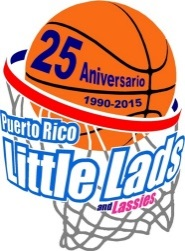 25 Aniversario
1990-2015
Puerto Rico
Little Lads
and Lassies